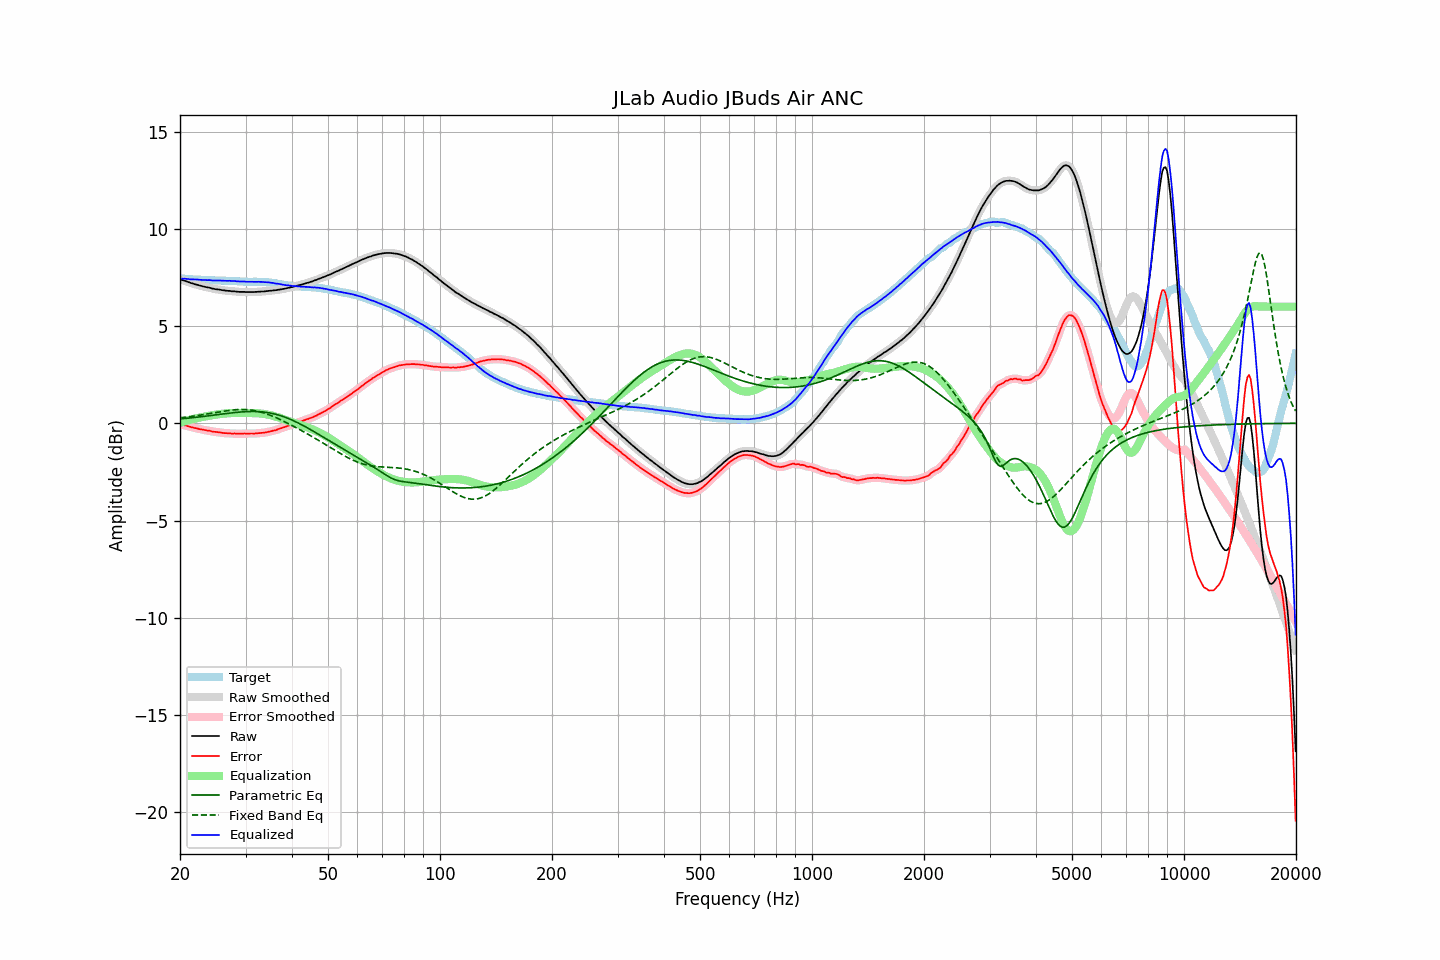 JLab Audio JBuds Air ANC
Amplitude (dBr)
15
10
5
0
−5
−10
−15
−20
Target
Raw Smoothed
Error Smoothed
Raw
Error
Equalization
Parametric Eq
Fixed Band Eq
Equalized
20 50 100 200 500 1000 2000 5000 10000 20000
Frequency (Hz)